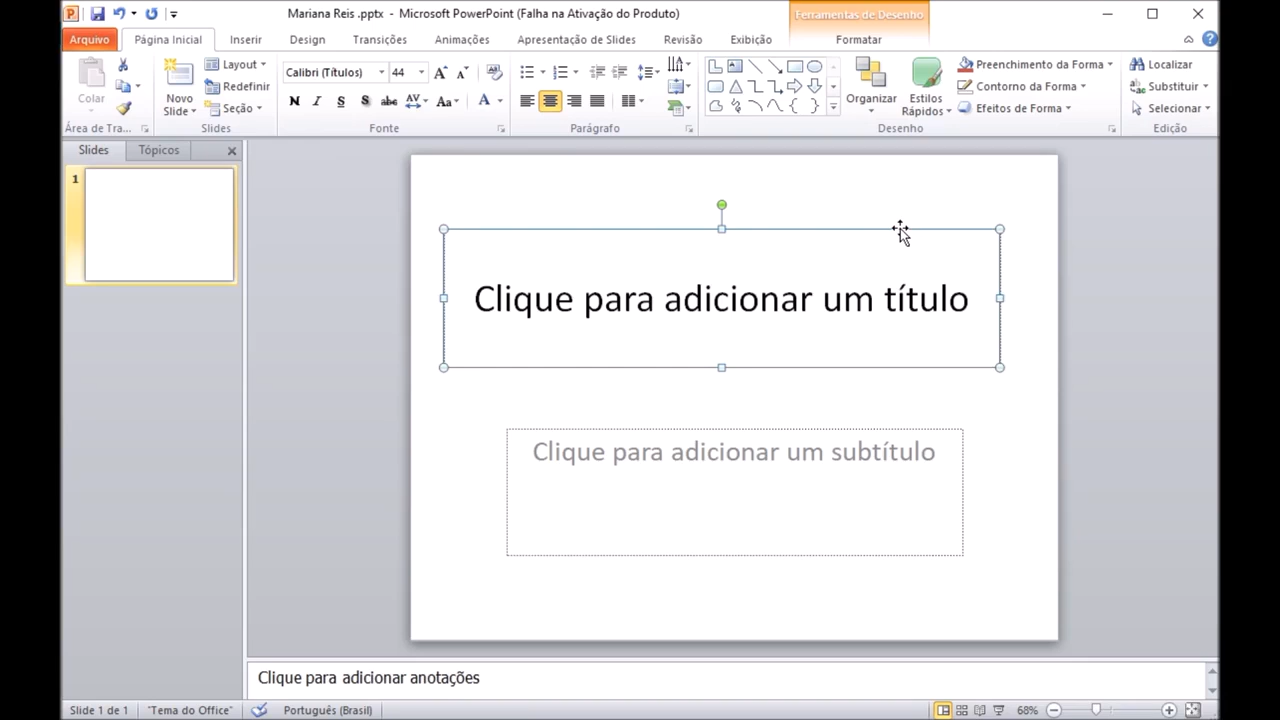 Mariana Reis .pptx - Microsoft PowerPoint (Falha na Ativação do Produto)
Ferramentas de Desenho
Arquivo Página Inicial Inserir Design Transições Animações Apresentação de Slides Revisão Exibição Formatar
Colar
Área de Tra...
Novo Slide
Layout
Redefinir
Seção
Slides
Calibri (Títulos) 44
N I S S abc AV Aa A
Fonte
Parágrafo
Organizar
Estilos Rápidos
Preenchimento da Forma
Contorno da Forma
Efeitos de Forma
Desenho
Localizar
Substituir
Selecionar
Edição
Slides Tópicos
1
Clique para adicionar um título
Clique para adicionar um subtítulo
Clique para adicionar anotações
Slide 1 de 1 "Tema do Office" Português (Brasil) 68%